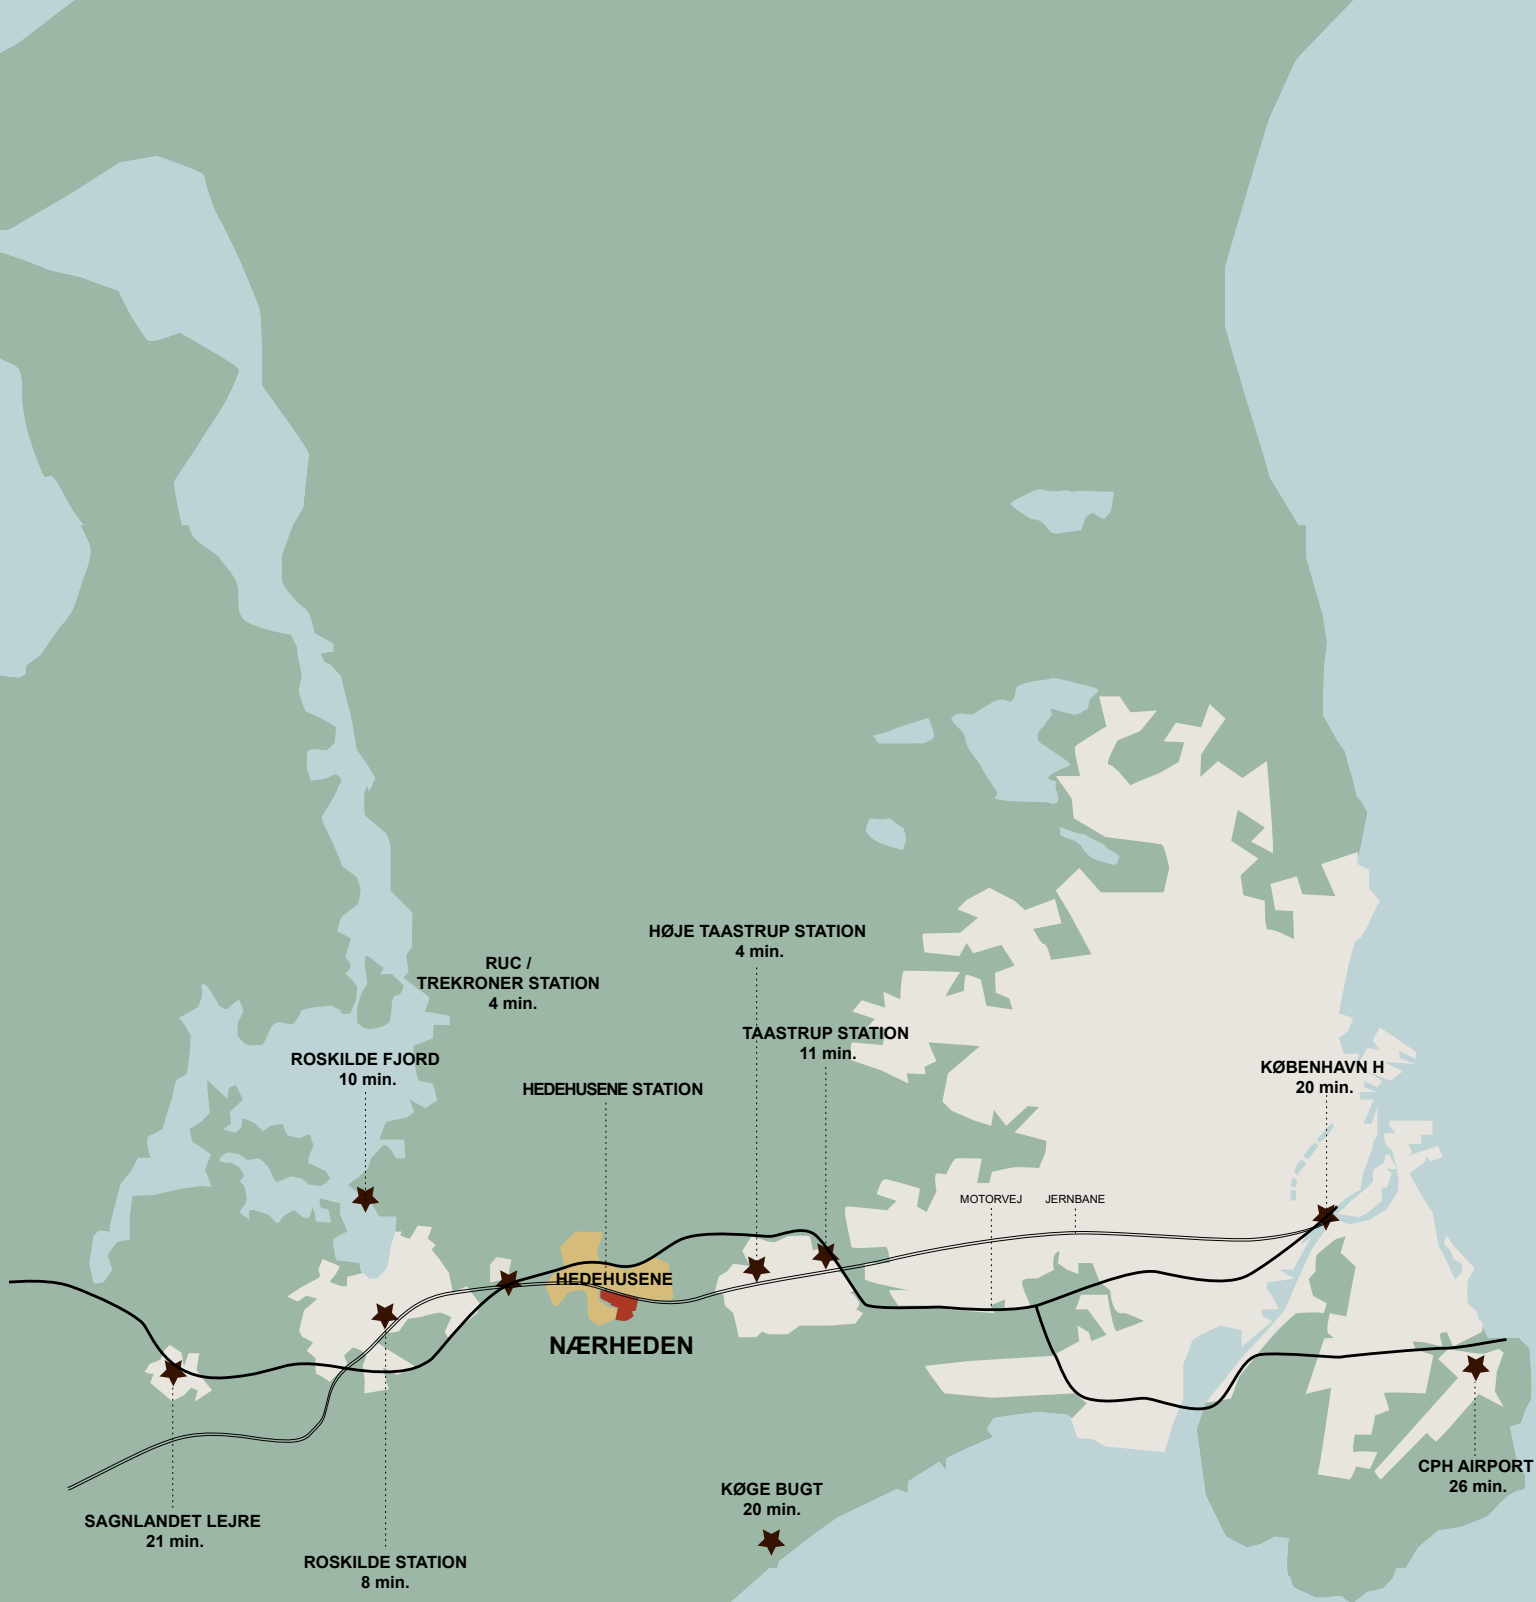 HØJE TAASTRUP STATION
4 min.
RUC /
TREKRONER STATION
4 min.
TAASTRUP STATION
11 min.
ROSKILDE FJORD
10 min.
KØBENHAVN H
20 min.
HEDEHUSENE STATION
MOTORVEJ
JERNBANE
HEDEHUSENE
NÆRHEDEN
CPH AIRPORT
26 min.
KØGE BUGT
20 min.
SAGNLANDET LEJRE
21 min.
ROSKILDE STATION
8 min.